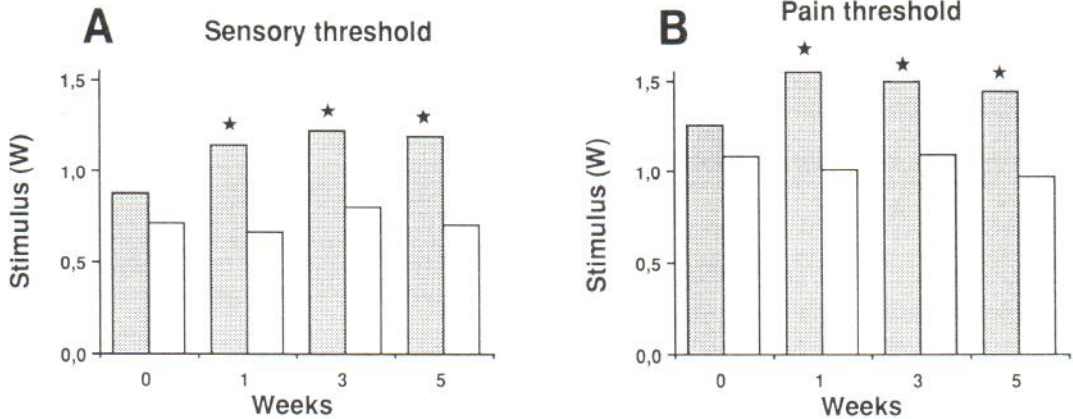 A
Sensory threshold
Stimulus (W)
1,5
1,0
0,5
0,0
0 1 3 5
Weeks
B
Pain threshold
Stimulus (W)
1,5
1,0
0,5
0,0
0 1 3 5
Weeks